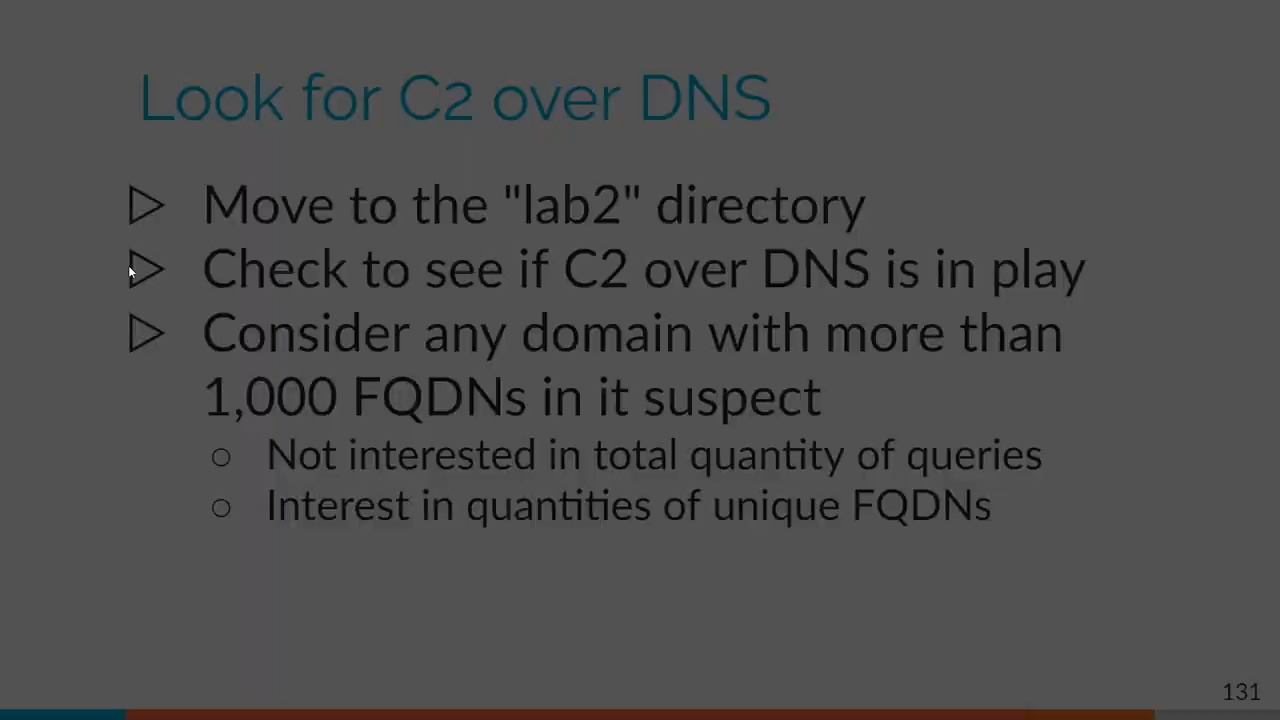 Look for C2 over DNS
Move to the "lab2" directory
Check to see if C2 over DNS is in play
Consider any domain with more than
1,000 FQDNs in it suspect
Not interested in total quantity of queries
Interest in quantities of unique FQDNs
131